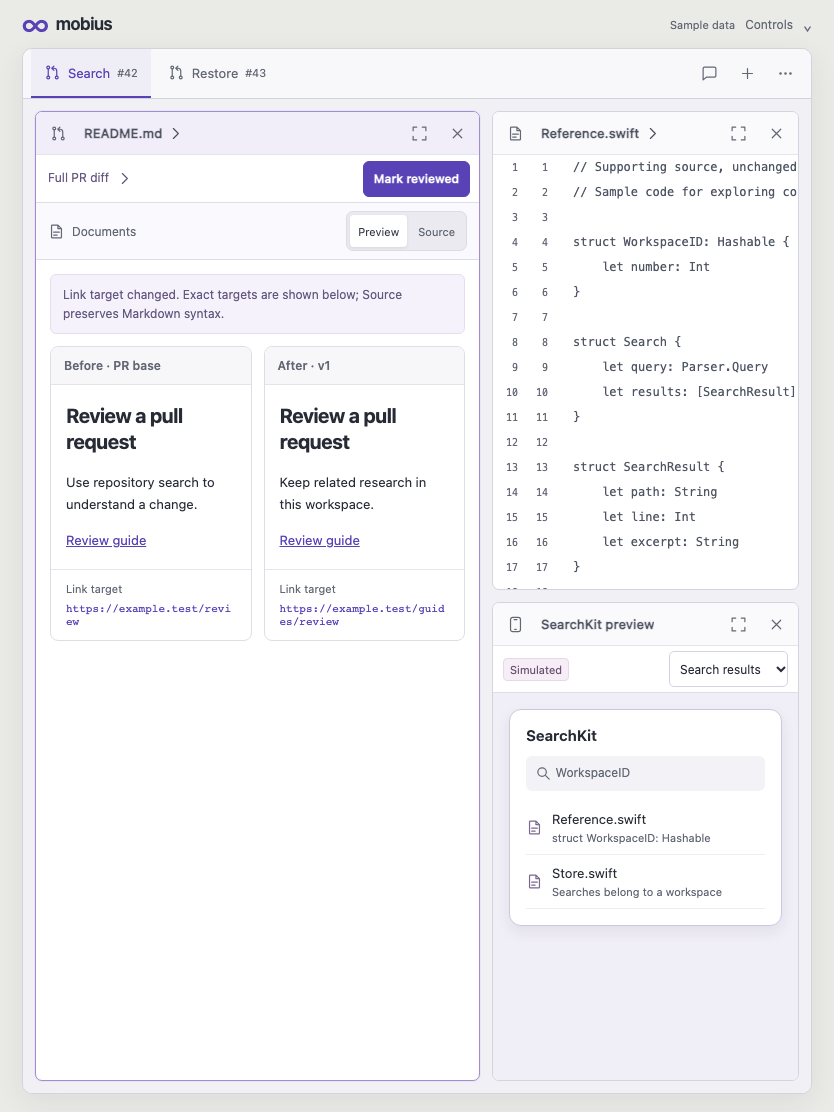 mobius
Sample data
Controls
Search #42
Restore #43
README.md
Full PR diff
Mark reviewed
Documents
Preview
Source
Link target changed. Exact targets are shown below; Source
preserves Markdown syntax.
Before · PR base
Review a pull
request
Use repository search to
understand a change.
Review guide
Link target
https://example.test/revi
ew
After · v1
Review a pull
request
Keep related research in
this workspace.
Review guide
Link target
https://example.test/guid
es/review
Reference.swift
1 1 // Supporting source, unchanged
2 2 // Sample code for exploring co
3 3
4 4 struct WorkspaceID: Hashable {
5 5 let number: Int
6 6 }
7 7
8 8 struct Search {
9 9 let query: Parser.Query
10 10 let results: [SearchResult]
11 11 }
12 12
13 13 struct SearchResult {
14 14 let path: String
15 15 let line: Int
16 16 let excerpt: String
17 17 }
SearchKit preview
Simulated
Search results
SearchKit
WorkspaceID
Reference.swift
struct WorkspaceID: Hashable
Store.swift
Searches belong to a workspace